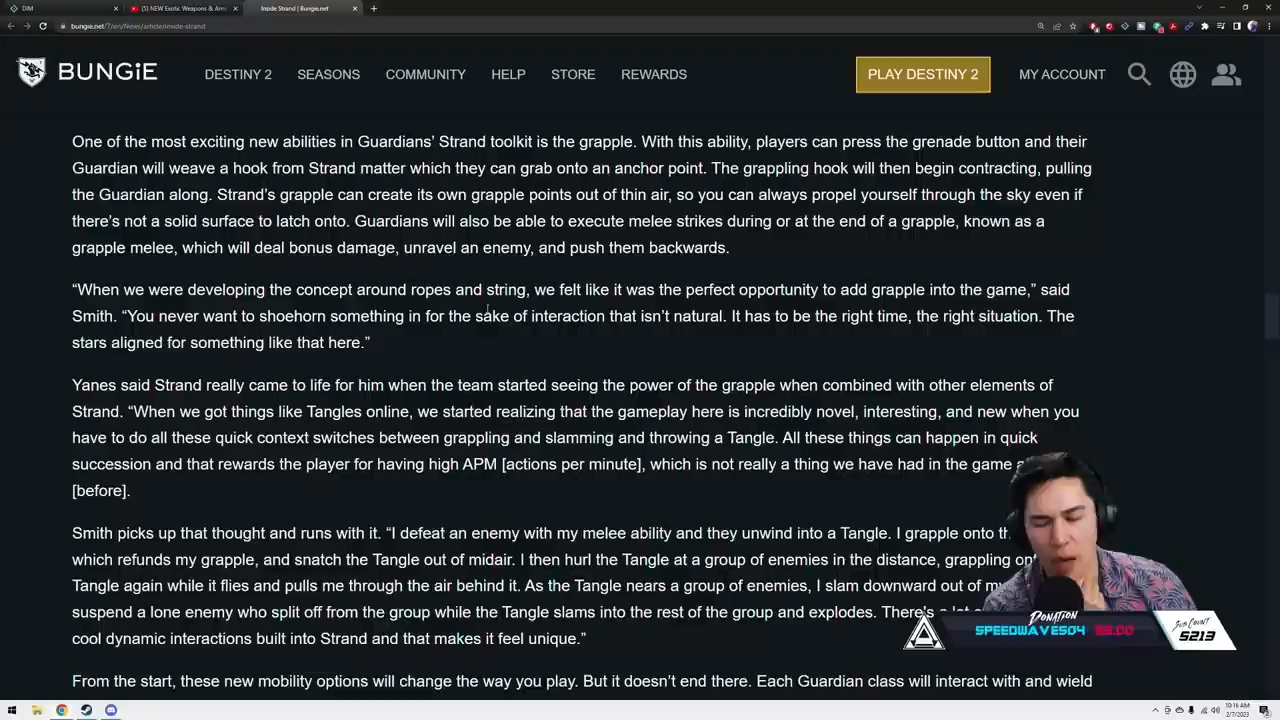 DIM
(5) NEW Exotic Weapons & Arm
Inside Strand | Bungie.net
bungie.net/7/en/News/article/inside-strand
BUNGiE
DESTINY 2
SEASONS
COMMUNITY
HELP
STORE
REWARDS
PLAY DESTINY 2
MY ACCOUNT
One of the most exciting new abilities in Guardians’ Strand toolkit is the grapple. With this ability, players can press the grenade button and their
Guardian will weave a hook from Strand matter which they can grab onto an anchor point. The grappling hook will then begin contracting, pulling
the Guardian along. Strand’s grapple can create its own grapple points out of thin air, so you can always propel yourself through the sky even if
there’s not a solid surface to latch onto. Guardians will also be able to execute melee strikes during or at the end of a grapple, known as a
grapple melee, which will deal bonus damage, unravel an enemy, and push them backwards.
“When we were developing the concept around ropes and string, we felt like it was the perfect opportunity to add grapple into the game,” said
Smith. “You never want to shoehorn something in for the sake of interaction that isn’t natural. It has to be the right time, the right situation. The
stars aligned for something like that here.”
Yanes said Strand really came to life for him when the team started seeing the power of the grapple when combined with other elements of
Strand. “When we got things like Tangles online, we started realizing that the gameplay here is incredibly novel, interesting, and new when you
have to do all these quick context switches between grappling and slamming and throwing a Tangle. All these things can happen in quick
succession and that rewards the player for having high APM [actions per minute], which is not really a thing we have had in the game
[before].
Smith picks up that thought and runs with it. “I defeat an enemy with my melee ability and they unwind into a Tangle. I grapple onto
which refunds my grapple, and snatch the Tangle out of midair. I then hurl the Tangle at a group of enemies in the distance, grappling
Tangle again while it flies and pulls me through the air behind it. As the Tangle nears a group of enemies, I slam downward out of
suspend a lone enemy who split off from the group while the Tangle slams into the rest of the group and explodes. There’s
cool dynamic interactions built into Strand and that makes it feel unique.”
From the start, these new mobility options will change the way you play. But it doesn’t end there. Each Guardian class will interact with and wield
DONATION
SPEEDWAVES04 $3.00
SUB COUNT
5213
10:16 AM
2/7/2023